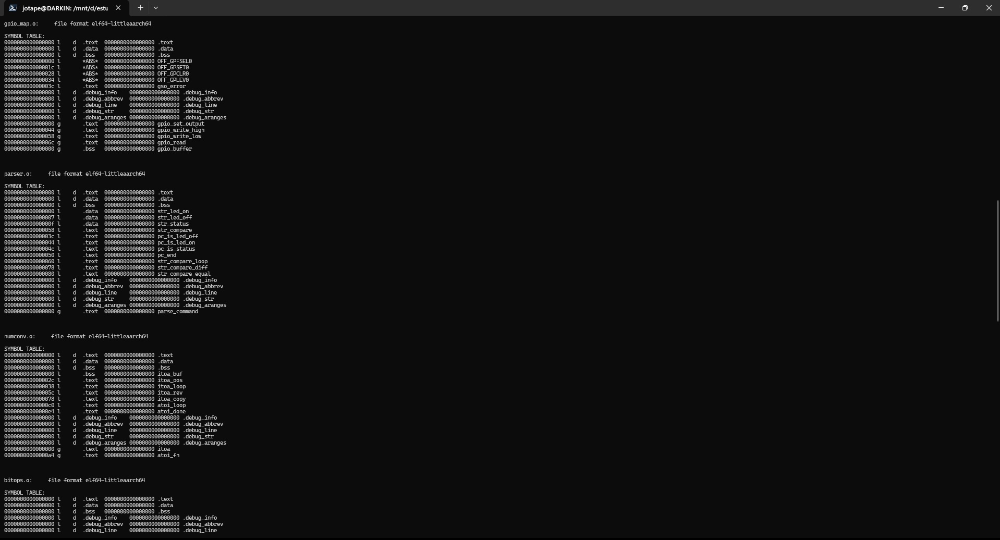 jotape@DARKIN: /mnt/d/estu
gpio_map.o:     file format elf64-littleaarch64
SYMBOL TABLE:
0000000000000000 l    d  .text  0000000000000000 .text
0000000000000000 l    d  .data  0000000000000000 .data
0000000000000000 l    d  .bss   0000000000000000 .bss
0000000000000000 l       *ABS*  0000000000000000 OFF_GPFSEL0
000000000000001c l       *ABS*  0000000000000000 OFF_GPSET0
0000000000000028 l       *ABS*  0000000000000000 OFF_GPCLR0
0000000000000034 l       *ABS*  0000000000000000 OFF_GPLEV0
000000000000003c l       .text  0000000000000000 gso_error
0000000000000000 l    d  .debug_info    0000000000000000 .debug_info
0000000000000000 l    d  .debug_abbrev  0000000000000000 .debug_abbrev
0000000000000000 l    d  .debug_line    0000000000000000 .debug_line
0000000000000000 l    d  .debug_str     0000000000000000 .debug_str
0000000000000000 l    d  .debug_aranges 0000000000000000 .debug_aranges
0000000000000000 g       .text  0000000000000000 gpio_set_output
0000000000000044 g       .text  0000000000000000 gpio_write_high
0000000000000058 g       .text  0000000000000000 gpio_write_low
000000000000006c g       .text  0000000000000000 gpio_read
0000000000000000 g       .bss   0000000000000000 gpio_buffer
parser.o:     file format elf64-littleaarch64
SYMBOL TABLE:
0000000000000000 l    d  .text  0000000000000000 .text
0000000000000000 l    d  .data  0000000000000000 .data
0000000000000000 l    d  .bss   0000000000000000 .bss
0000000000000000 l       .data  0000000000000000 str_led_on
0000000000000007 l       .data  0000000000000000 str_led_off
000000000000000f l       .data  0000000000000000 str_status
0000000000000058 l       .text  0000000000000000 str_compare
000000000000003c l       .text  0000000000000000 pc_is_led_off
0000000000000044 l       .text  0000000000000000 pc_is_led_on
000000000000004c l       .text  0000000000000000 pc_is_status
0000000000000050 l       .text  0000000000000000 pc_end
0000000000000060 l       .text  0000000000000000 str_compare_loop
0000000000000078 l       .text  0000000000000000 str_compare_diff
0000000000000080 l       .text  0000000000000000 str_compare_equal
0000000000000000 l    d  .debug_info    0000000000000000 .debug_info
0000000000000000 l    d  .debug_abbrev  0000000000000000 .debug_abbrev
0000000000000000 l    d  .debug_line    0000000000000000 .debug_line
0000000000000000 l    d  .debug_str     0000000000000000 .debug_str
0000000000000000 l    d  .debug_aranges 0000000000000000 .debug_aranges
0000000000000000 g       .text  0000000000000000 parse_command
numconv.o:     file format elf64-littleaarch64
SYMBOL TABLE:
0000000000000000 l    d  .text  0000000000000000 .text
0000000000000000 l    d  .data  0000000000000000 .data
0000000000000000 l    d  .bss   0000000000000000 .bss
0000000000000000 l       .bss   0000000000000000 itoa_buf
000000000000002c l       .text  0000000000000000 itoa_pos
0000000000000038 l       .text  0000000000000000 itoa_loop
000000000000005c l       .text  0000000000000000 itoa_rev
0000000000000078 l       .text  0000000000000000 itoa_copy
00000000000000c0 l       .text  0000000000000000 atoi_loop
00000000000000e4 l       .text  0000000000000000 atoi_done
0000000000000000 l    d  .debug_info    0000000000000000 .debug_info
0000000000000000 l    d  .debug_abbrev  0000000000000000 .debug_abbrev
0000000000000000 l    d  .debug_line    0000000000000000 .debug_line
0000000000000000 l    d  .debug_str     0000000000000000 .debug_str
0000000000000000 l    d  .debug_aranges 0000000000000000 .debug_aranges
0000000000000000 g       .text  0000000000000000 itoa
00000000000000a4 g       .text  0000000000000000 atoi_fn
bitops.o:     file format elf64-littleaarch64
SYMBOL TABLE:
0000000000000000 l    d  .text  0000000000000000 .text
0000000000000000 l    d  .data  0000000000000000 .data
0000000000000000 l    d  .bss   0000000000000000 .bss
0000000000000000 l    d  .debug_info    0000000000000000 .debug_info
0000000000000000 l    d  .debug_abbrev  0000000000000000 .debug_abbrev
0000000000000000 l    d  .debug_line    0000000000000000 .debug_line